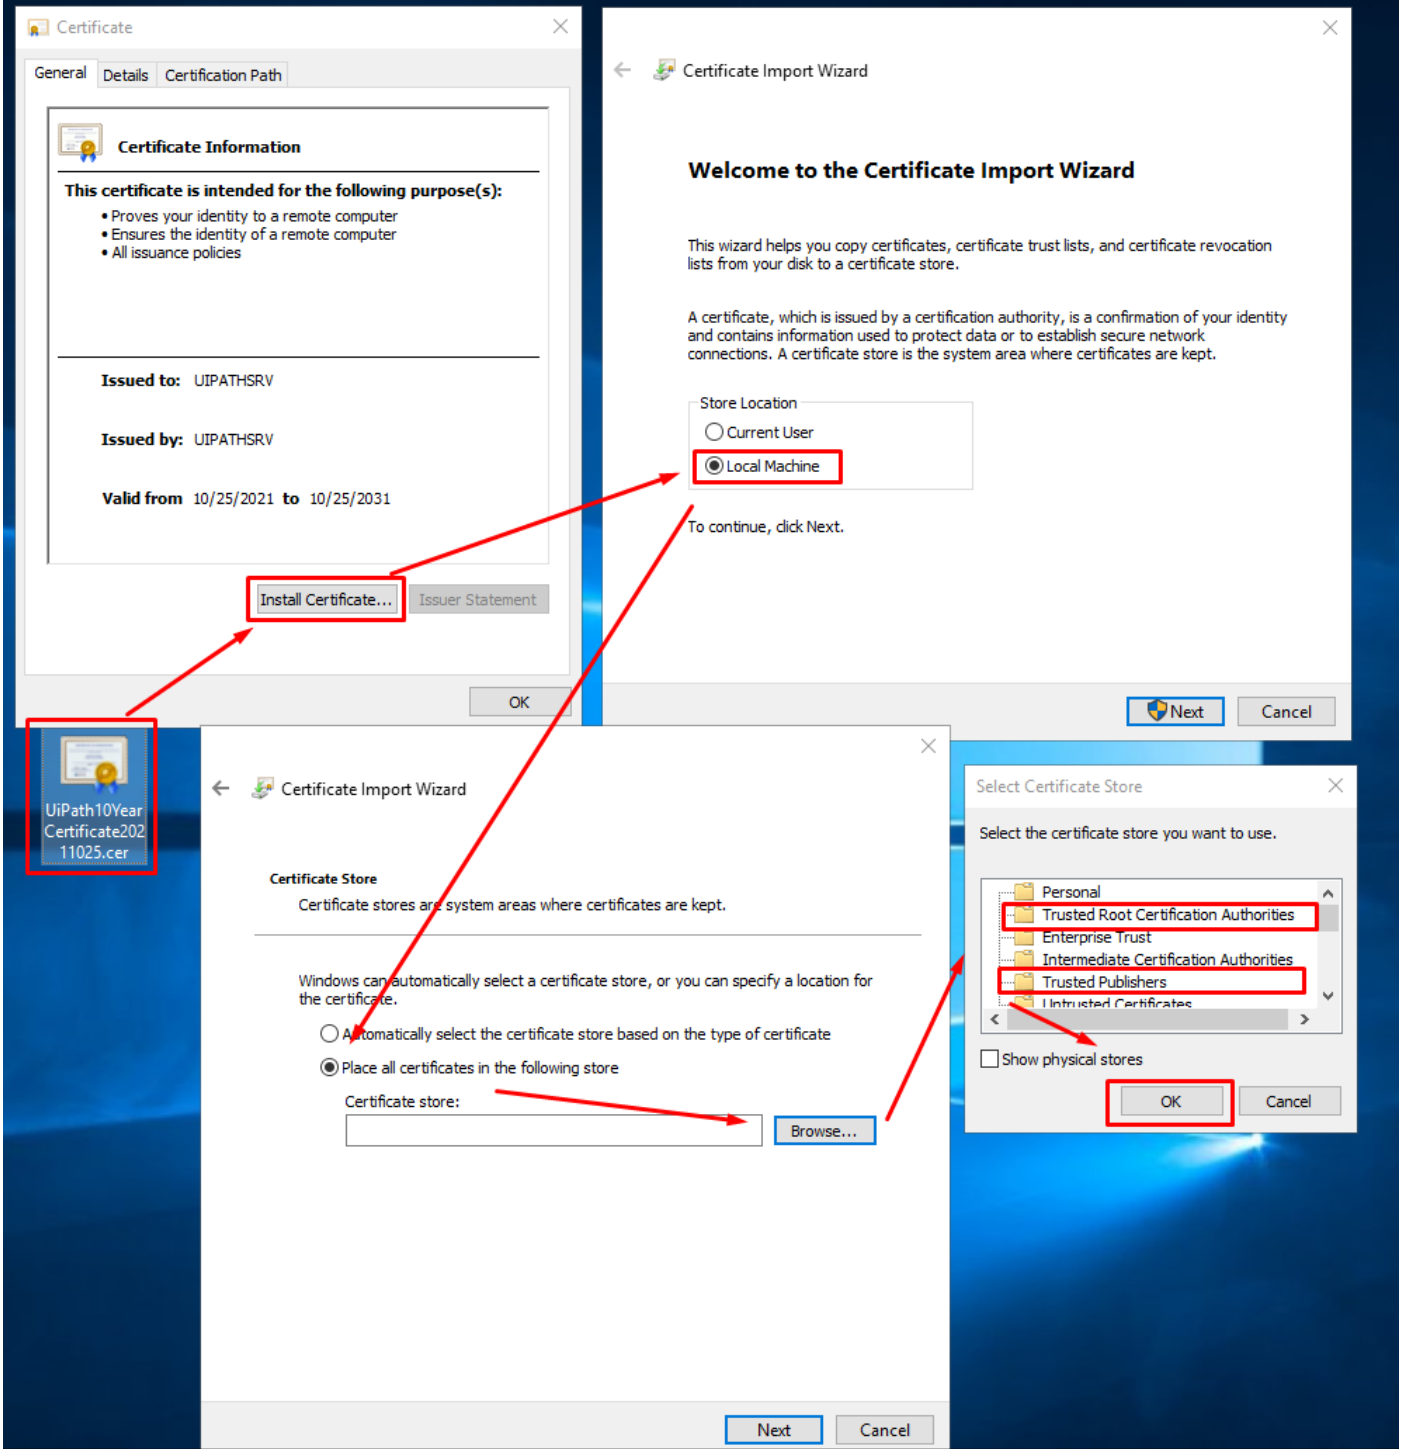 Certificate
General Details Certification Path
Certificate Information
This certificate is intended for the following purpose(s):
• Proves your identity to a remote computer
• Ensures the identity of a remote computer
• All issuance policies
Issued to: UIPATHSRV
Issued by: UIPATHSRV
Valid from 10/25/2021 to 10/25/2031
Install Certificate... Issuer Statement
OK
UiPath10Year
Certificate202
11025.cer
Certificate Import Wizard
Welcome to the Certificate Import Wizard
This wizard helps you copy certificates, certificate trust lists, and certificate revocation
lists from your disk to a certificate store.
A certificate, which is issued by a certification authority, is a confirmation of your identity
and contains information used to protect data or to establish secure network
connections. A certificate store is the system area where certificates are kept.
Store Location
Current User
Local Machine
To continue, click Next.
Next Cancel
Certificate Import Wizard
Certificate Store
Certificate stores are system areas where certificates are kept.
Windows can automatically select a certificate store, or you can specify a location for
the certificate.
Automatically select the certificate store based on the type of certificate
Place all certificates in the following store
Certificate store:
Browse...
Next Cancel
Select Certificate Store
Select the certificate store you want to use.
Personal
Trusted Root Certification Authorities
Enterprise Trust
Intermediate Certification Authorities
Trusted Publishers
Untrusted Certificates
Show physical stores
OK Cancel